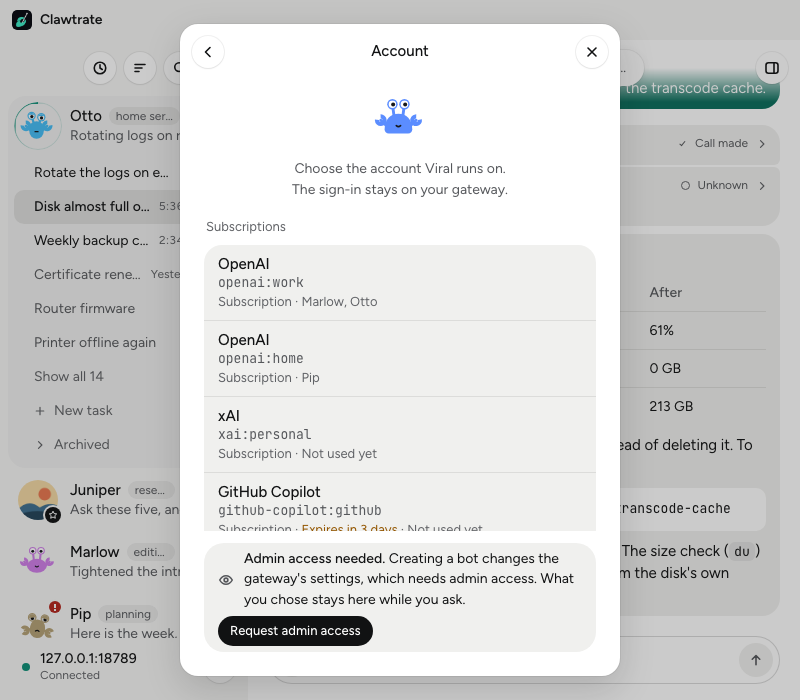 Clawtrate
Account
the transcode cache.
Otto
home ser...
Rotating logs on r
Rotate the logs on e...
Disk almost full o...
5:36
Weekly backup c...
2:34
Certificate rene...
Yeste
Router firmware
Printer offline again
Show all 14
New task
Archived
Juniper
rese...
Ask these five, an
Marlow
editi...
Tightened the intr
Pip
planning
Here is the week.
127.0.0.1:18789
Connected
Choose the account Viral runs on.
The sign-in stays on your gateway.
Subscriptions
OpenAI
openai:work
Subscription · Marlow, Otto
OpenAI
openai:home
Subscription · Pip
xAI
xai:personal
Subscription · Not used yet
GitHub Copilot
github-copilot:github
Subscription · Expires in 3 days · Not used yet
Admin access needed. Creating a bot changes the
gateway's settings, which needs admin access. What
you chose stays here while you ask.
Request admin access
Call made
Unknown
After
61%
0 GB
213 GB
ead of deleting it. To
transcode-cache
The size check ( du )
m the disk's own